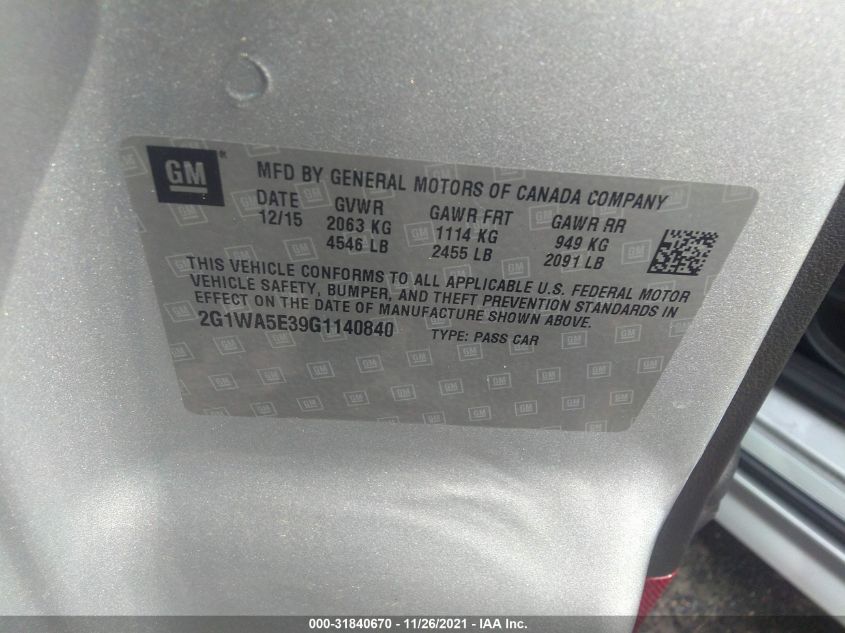 GM
MFD BY GENERAL MOTORS OF CANADA COMPANY
DATE GVWR GAWR FRT GAWR RR
12/15 2063 KG 1114 KG 949 KG
4546 LB 2455 LB 2091 LB
THIS VEHICLE CONFORMS TO ALL APPLICABLE U.S. FEDERAL MOTOR
VEHICLE SAFETY, BUMPER, AND THEFT PREVENTION STANDARDS IN
EFFECT ON THE DATE OF MANUFACTURE SHOWN ABOVE.
2G1WA5E39G1140840 TYPE: PASS CAR
000-31840670 - 11/26/2021 - IAA Inc.